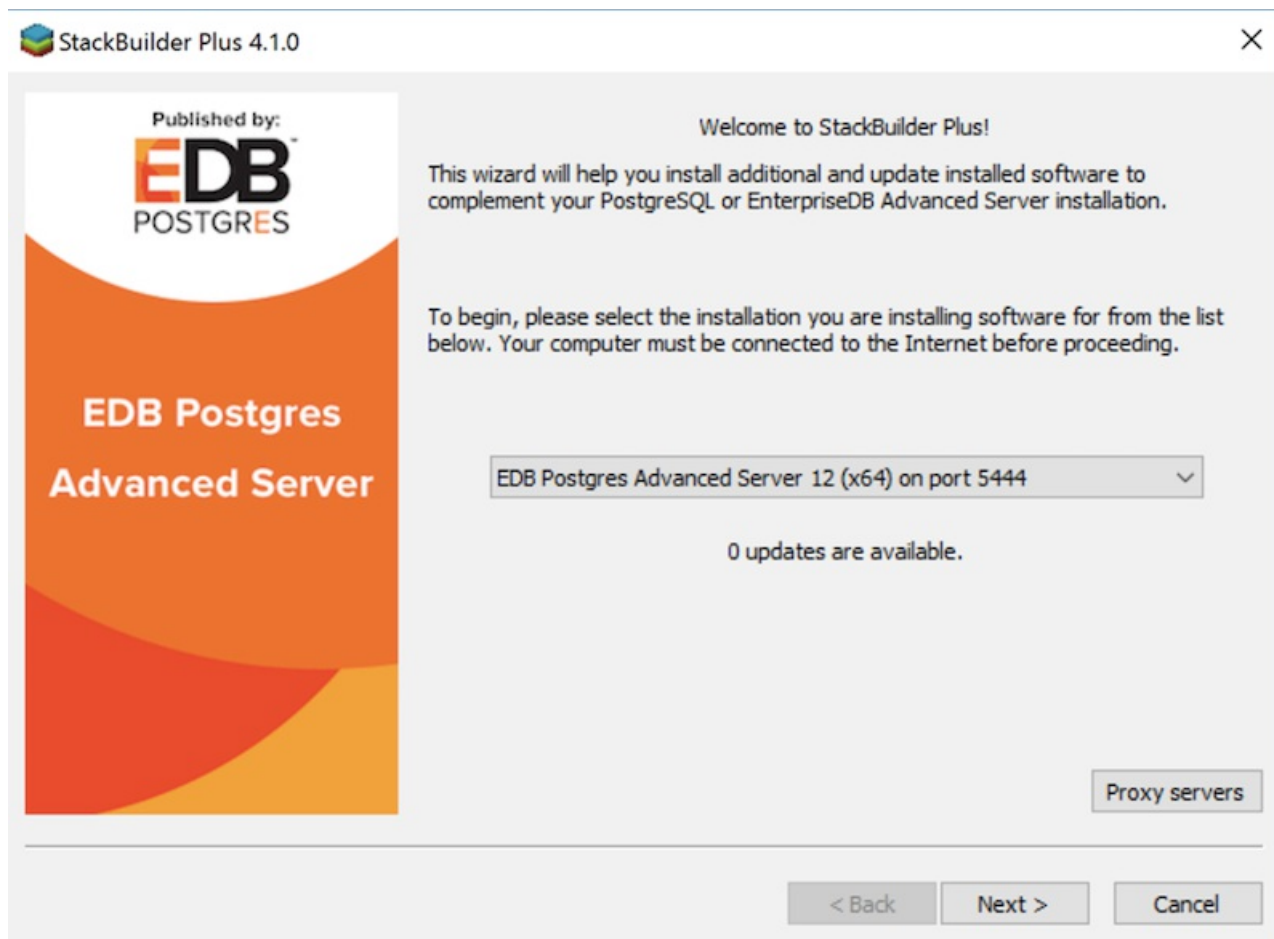 StackBuilder Plus 4.1.0
Published by:
EDB™
POSTGRES
EDB Postgres
Advanced Server
Welcome to StackBuilder Plus!
This wizard will help you install additional and update installed software to
complement your PostgreSQL or EnterpriseDB Advanced Server installation.
To begin, please select the installation you are installing software for from the list
below. Your computer must be connected to the Internet before proceeding.
EDB Postgres Advanced Server 12 (x64) on port 5444
0 updates are available.
Proxy servers
< Back
Next >
Cancel